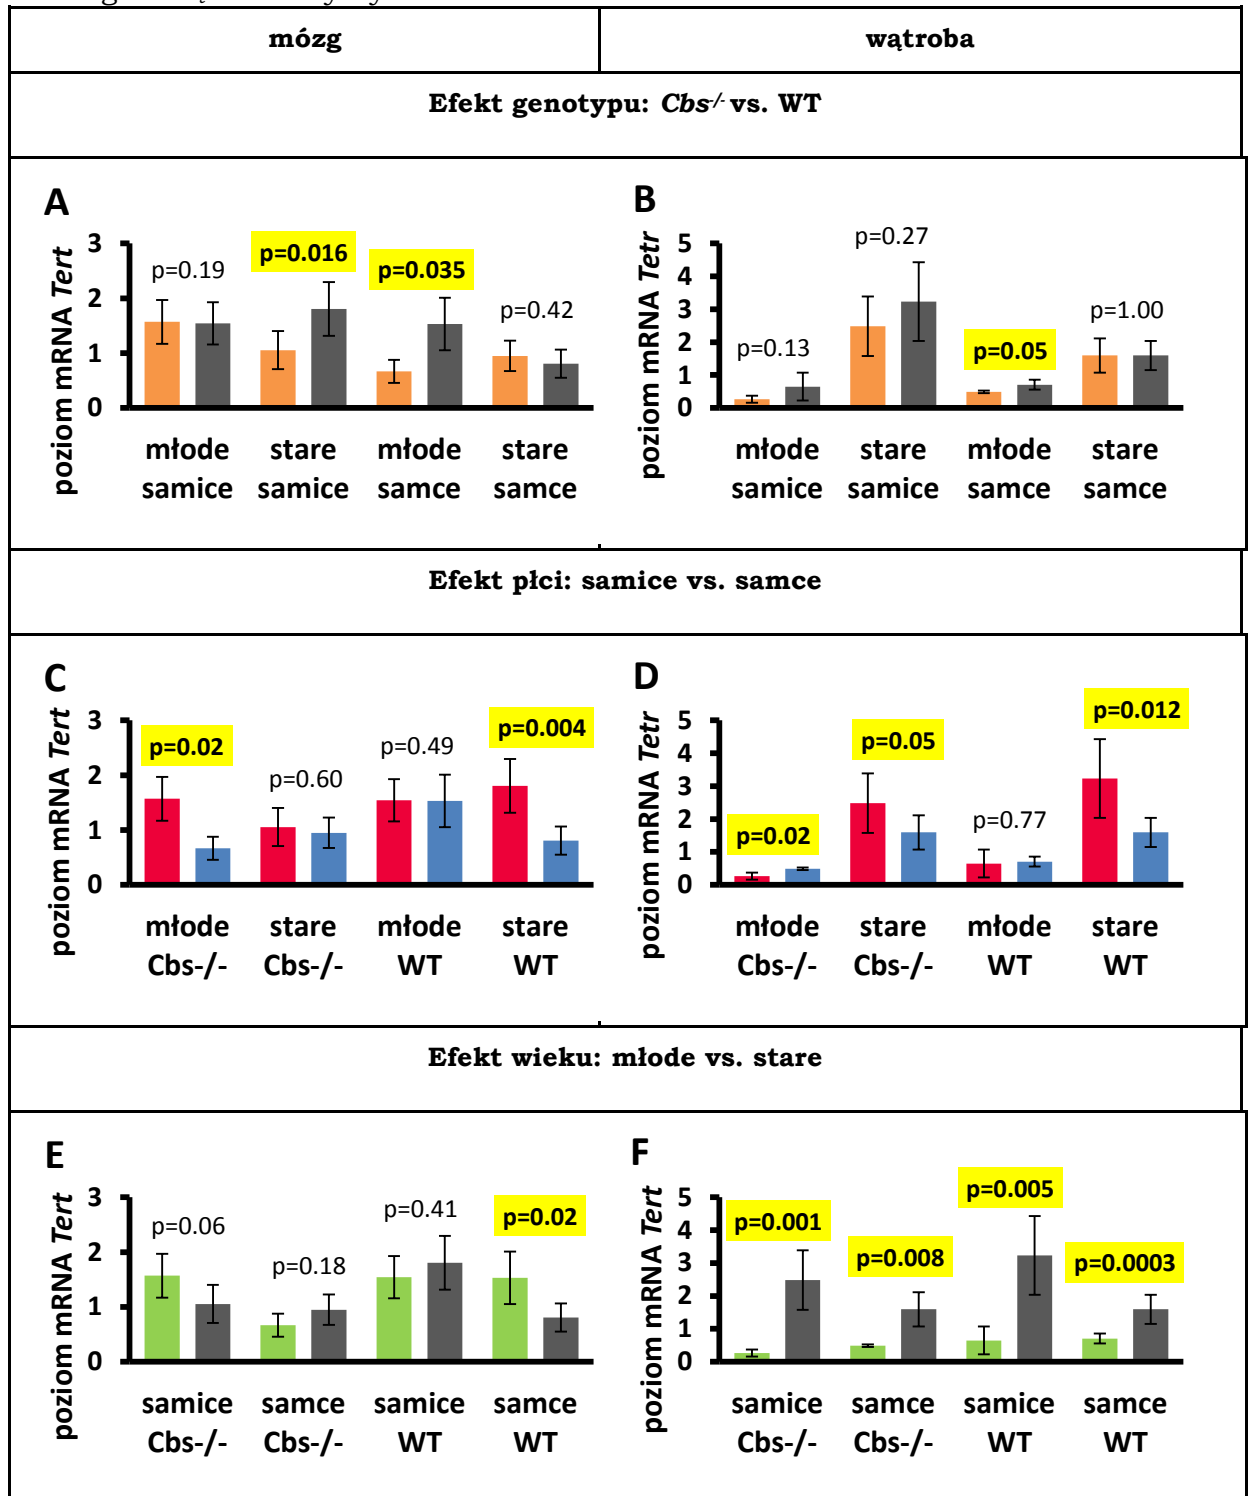 mózg wątroba
Efekt genotypu: Cbs-/- vs. WT
A
poziom mRNA Tert
3
2
1
0
p=0.19
p=0.016
p=0.035
p=0.42
młode samice
stare samice
młode samce
stare samce
B
poziom mRNA Tetr
5
4
3
2
1
0
p=0.13
p=0.27
p=0.05
p=1.00
młode samice
stare samice
młode samce
stare samce
Efekt płci: samice vs. samce
C
poziom mRNA Tert
3
2
1
0
p=0.02
p=0.60
p=0.49
p=0.004
młode Cbs-/-
stare Cbs-/-
młode WT
stare WT
D
poziom mRNA Tetr
5
4
3
2
1
0
p=0.02
p=0.05
p=0.77
p=0.012
młode Cbs-/-
stare Cbs-/-
młode WT
stare WT
Efekt wieku: młode vs. stare
E
poziom mRNA Tert
3
2
1
0
p=0.06
p=0.18
p=0.41
p=0.02
samice Cbs-/-
samce Cbs-/-
samice WT
samce WT
F
poziom mRNA Tert
5
4
3
2
1
0
p=0.001
p=0.008
p=0.005
p=0.0003
samice Cbs-/-
samce Cbs-/-
samice WT
samce WT